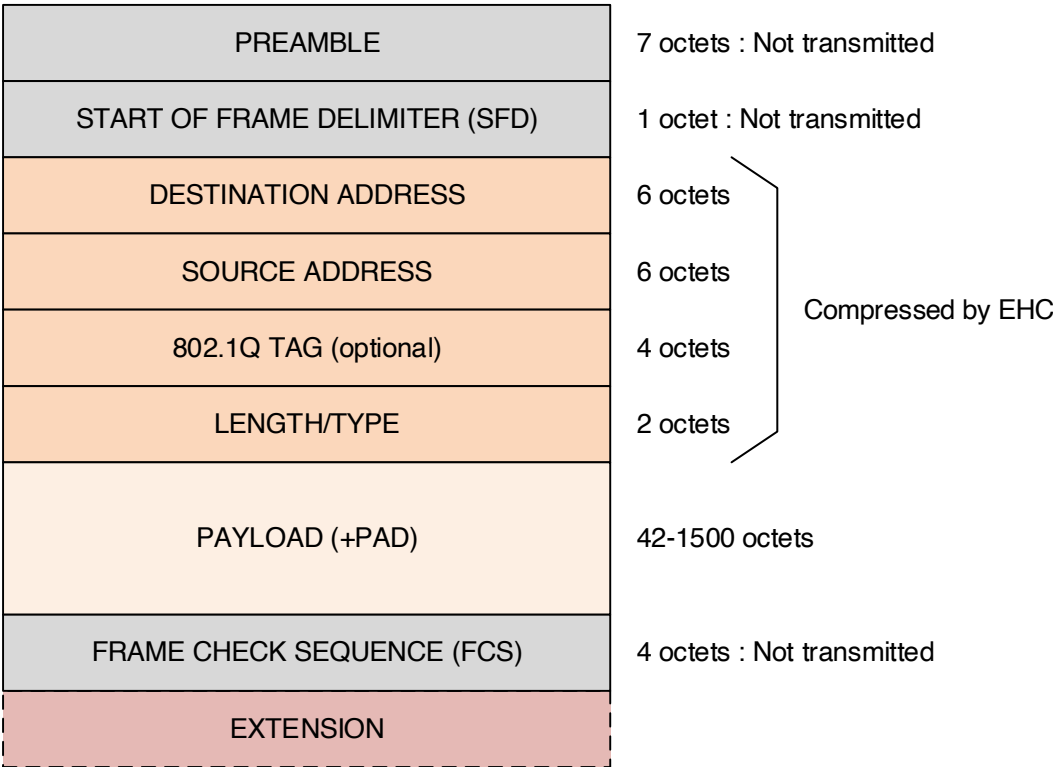 PREAMBLE 7 octets : Not transmitted
START OF FRAME DELIMITER (SFD) 1 octet : Not transmitted
DESTINATION ADDRESS 6 octets
SOURCE ADDRESS 6 octets
Compressed by EHC
802.1Q TAG (optional) 4 octets
LENGTH/TYPE 2 octets
PAYLOAD (+PAD) 42-1500 octets
FRAME CHECK SEQUENCE (FCS) 4 octets : Not transmitted
EXTENSION